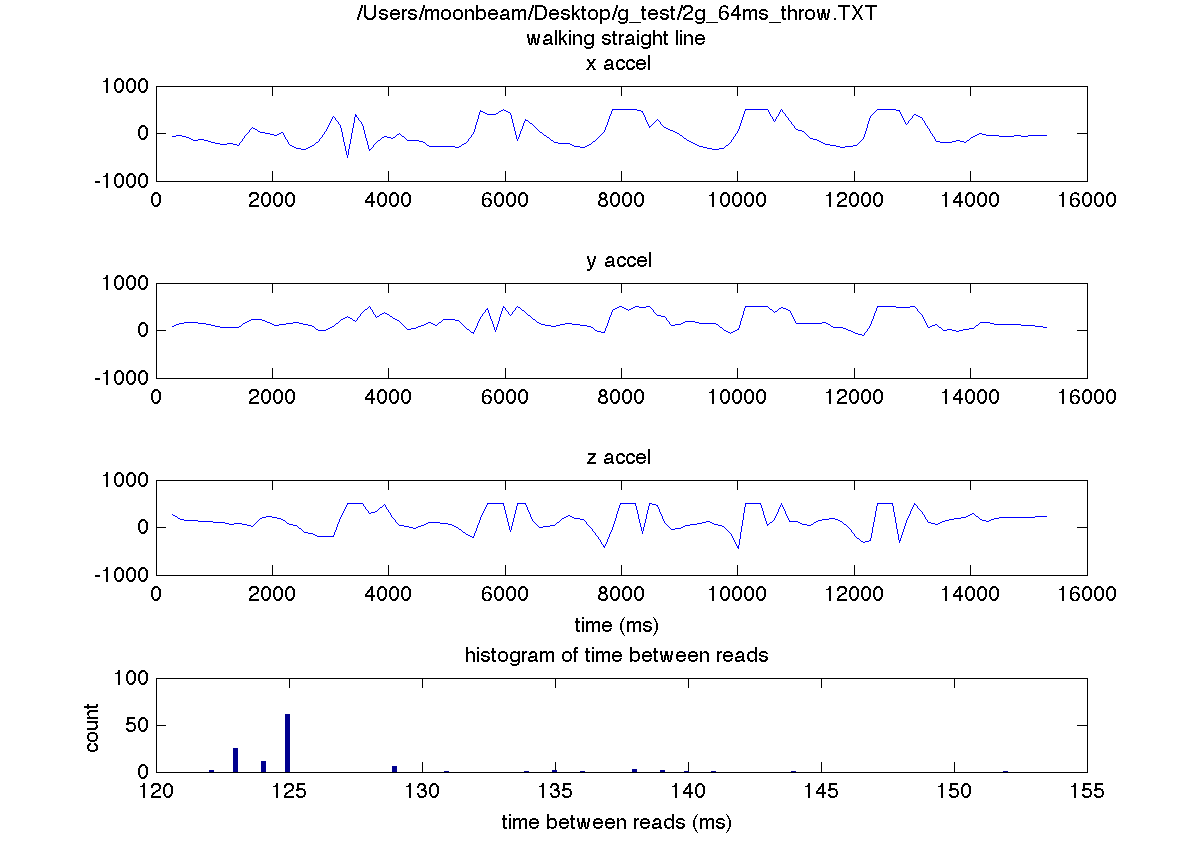 /Users/moonbeam/Desktop/g_test/2g_64ms_throw.TXT
walking straight line
x accel
1000
0
-1000
0 2000 4000 6000 8000 10000 12000 14000 16000
y accel
1000
0
-1000
0 2000 4000 6000 8000 10000 12000 14000 16000
z accel
1000
0
-1000
0 2000 4000 6000 8000 10000 12000 14000 16000
time (ms)
histogram of time between reads
100
50
0
count
120 125 130 135 140 145 150 155
time between reads (ms)